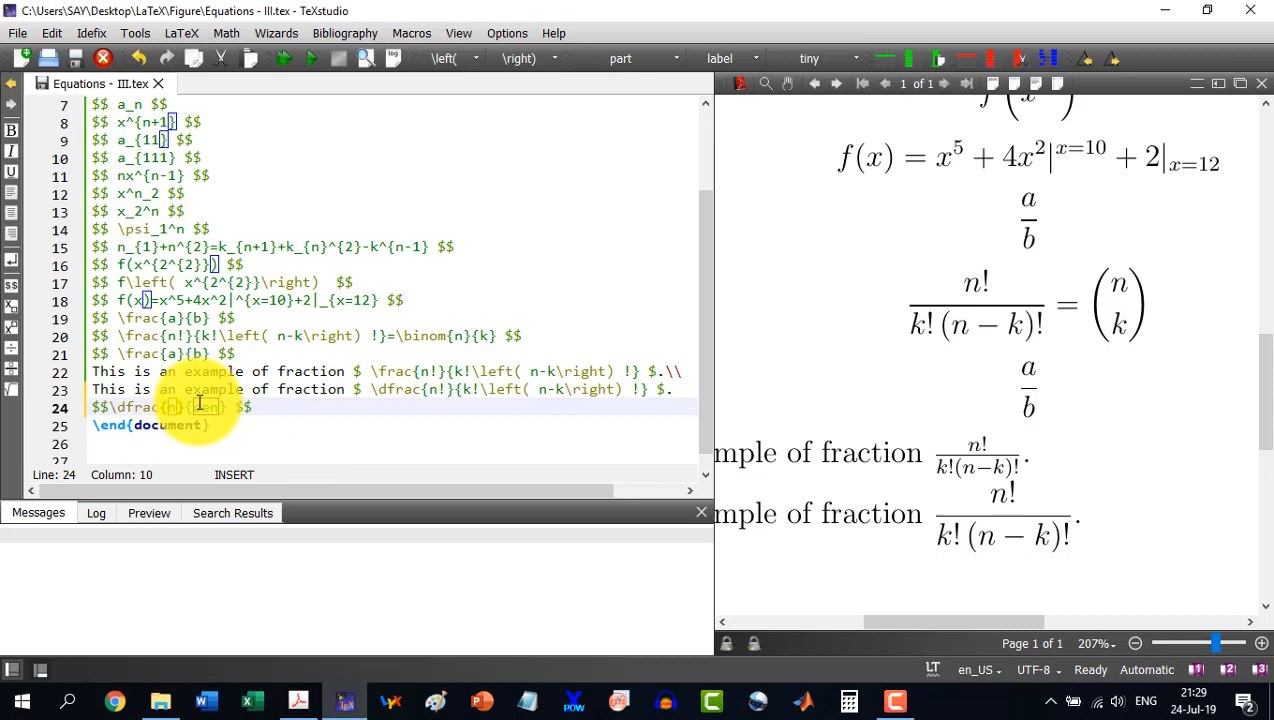 C:\Users\SAY\Desktop\LaTeX\Figure\Equations - III.tex - TeXstudio
File Edit Idefix Tools LaTeX Math Wizards Bibliography Macros View Options Help
\left( \right) part label tiny
Equations - III.tex
1 of 1
7 $$ a_n $$
8 $$ x^{n+1} $$
9 $$ a_{11} $$
10 $$ a_{111} $$
11 $$ nx^{n-1} $$
12 $$ x^n_2 $$
13 $$ x_2^n $$
14 $$ \psi_1^n $$
15 $$ n_{1}+n^{2}=k_{n+1}+k_{n}^{2}-k^{n-1} $$
16 $$ f(x^{2^{2}}) $$
17 $$ f\left( x^{2^{2}}\right) $$
18 $$ f(x)=x^5+4x^2|^{x=10}+2|_{x=12} $$
19 $$ \frac{a}{b} $$
20 $$ \frac{n!}{k!\left( n-k\right) !}=\binom{n}{k} $$
21 $$ \frac{a}{b} $$
22 This is an example of fraction $ \frac{n!}{k!\left( n-k\right) !} $.\\
23 This is an example of fraction $ \dfrac{n!}{k!\left( n-k\right) !} $.
24 $$\dfrac{n}{den} $$
25 \end{document}
26
27
Line: 24 Column: 10 INSERT
Messages Log Preview Search Results
f(x)=x^5+4x^2|^{x=10}+2|_{x=12}
a
b
n!
k!(n−k)!
=
n
k
a
b
mple of fraction n!/k!(n−k)!.
mple of fraction n!/k!(n−k)!.
Page 1 of 1 207%
LT en_US UTF-8 Ready Automatic 1 2 3
POW
ENG
21:29
24-Jul-19
2